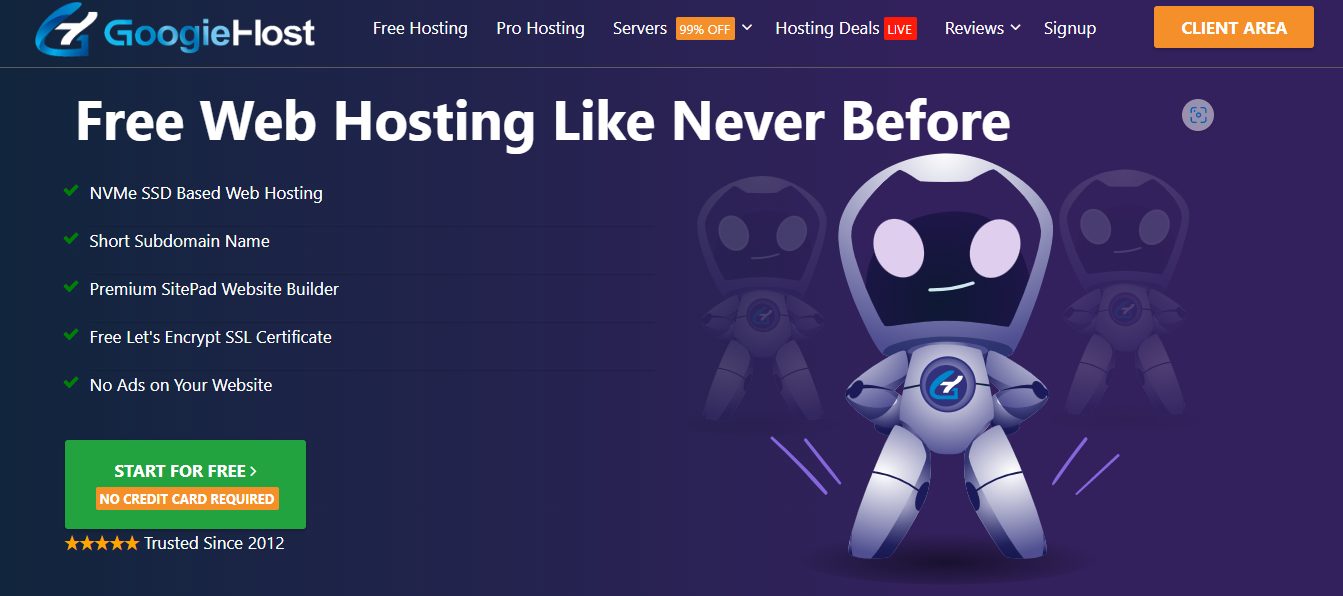 GoogieHost
Free Hosting
Pro Hosting
Servers 99% OFF
Hosting Deals LIVE
Reviews
Signup
CLIENT AREA
Free Web Hosting Like Never Before
NVMe SSD Based Web Hosting
Short Subdomain Name
Premium SitePad Website Builder
Free Let's Encrypt SSL Certificate
No Ads on Your Website
START FOR FREE >
NO CREDIT CARD REQUIRED
★★★★★ Trusted Since 2012